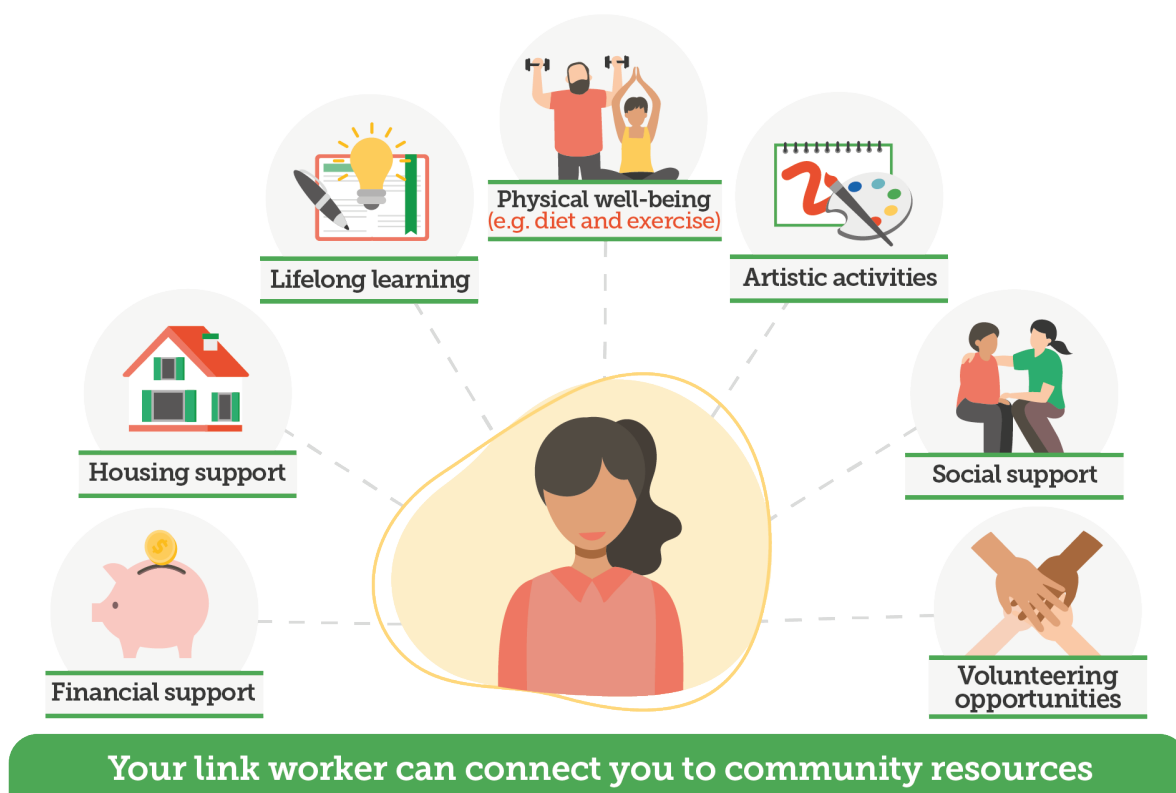 Physical well-being
(e.g. diet and exercise)
Lifelong learning
Artistic activities
Housing support
Social support
Financial support
Volunteering
opportunities
Your link worker can connect you to community resources